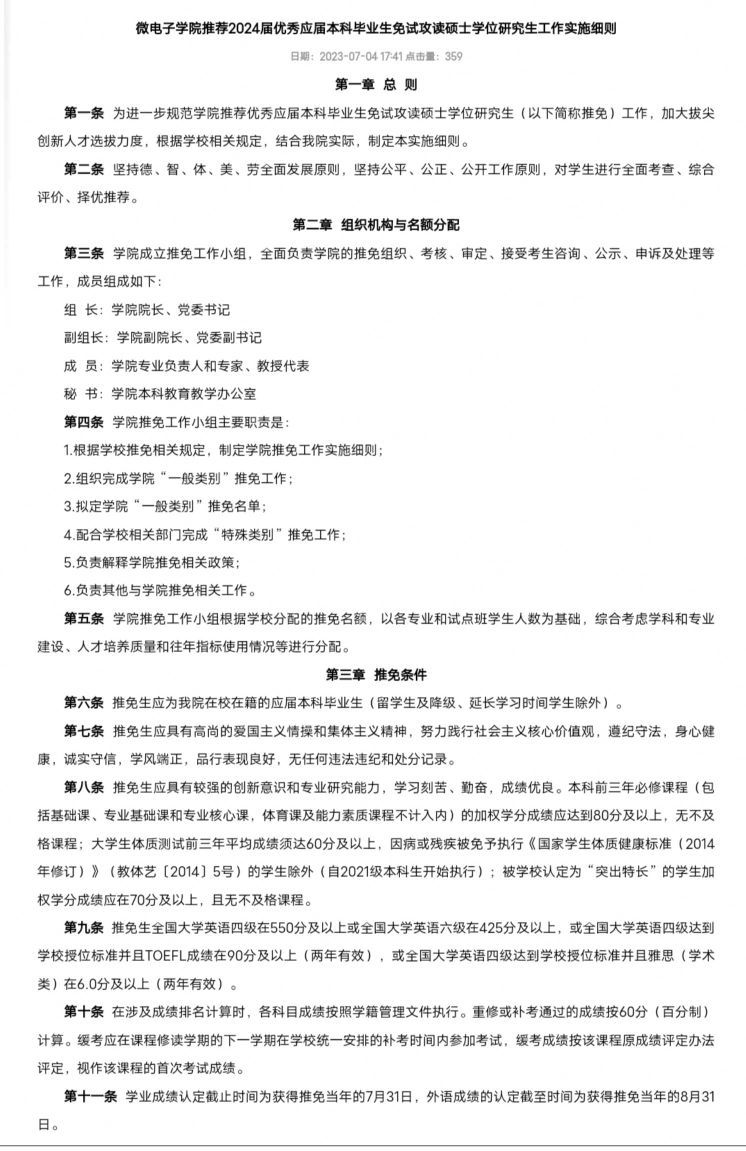 微电子学院推荐2024届优秀应届本科毕业生免试攻读硕士学位研究生工作实施细则
日期：2023-07-04 17:41 点击量：359
第一章 总 则
第一条 为进一步规范学院推荐优秀应届本科毕业生免试攻读硕士学位研究生（以下简称推免）工作，加大拔尖
创新人才选拔力度，根据学校相关规定，结合我院实际，制定本实施细则。
第二条 坚持德、智、体、美、劳全面发展原则，坚持公平、公正、公开工作原则，对学生进行全面考查、综合
评价、择优推荐。
第二章 组织机构与名额分配
第三条 学院成立推免工作小组，全面负责学院的推免组织、考核、审定、接受考生咨询、公示、申诉及处理等
工作，成员组成如下：
组 长：学院院长、党委书记
副组长：学院副院长、党委副书记
成 员：学院专业负责人和专家、教授代表
秘 书：学院本科教育教学办公室
第四条 学院推免工作小组主要职责是：
1.根据学校推免相关规定，制定学院推免工作实施细则；
2.组织完成学院“一般类别”推免工作；
3.拟定学院“一般类别”推免名单；
4.配合学校相关部门完成“特殊类别”推免工作；
5.负责解释学院推免相关政策；
6.负责其他与学院推免相关工作。
第五条 学院推免工作小组根据学校分配的推免名额，以各专业和试点班学生人数为基础，综合考虑学科和专业
建设、人才培养质量和往年指标使用情况等进行分配。
第三章 推免条件
第六条 推免生应为我院在校在籍的应届本科毕业生（留学生及降级、延长学习时间学生除外）。
第七条 推免生应具有高尚的爱国主义情操和集体主义精神，努力践行社会主义核心价值观，遵纪守法，身心健
康，诚实守信，学风端正，品行表现良好，无任何违法违纪和处分记录。
第八条 推免生应具有较强的创新意识和专业研究能力，学习刻苦、勤奋，成绩优良。本科前三年必修课程（包
括基础课、专业基础课和专业核心课，体育课及能力素质课程不计入内）的加权学分成绩应达到80分及以上，无不及
格课程；大学生体质测试前三年平均成绩须达60分及以上，因病或残疾被免予执行《国家学生体质健康标准（2014
年修订）》（教体艺〔2014〕5号）的学生除外（自2021级本科生开始执行）；被学校认定为“突出特长”的学生加
权学分成绩应在70分及以上，且无不及格课程。
第九条 推免生全国大学英语四级在550分及以上或全国大学英语六级在425分及以上，或全国大学英语四级达到
学校授位标准并且TOEFL成绩在90分及以上（两年有效），或全国大学英语四级达到学校授位标准并且雅思（学术
类）在6.0分及以上（两年有效）。
第十条 在涉及成绩排名计算时，各科目成绩按照学籍管理文件执行。重修或补考通过的成绩按60分（百分制）
计算。缓考应在课程修读学期的下一学期在学校统一安排的补考时间内参加考试，缓考成绩按该课程原成绩评定办法
评定，视作该课程的首次考试成绩。
第十一条 学业成绩认定截止时间为获得推免当年的7月31日，外语成绩的认定截至时间为获得推免当年的8月31
日。